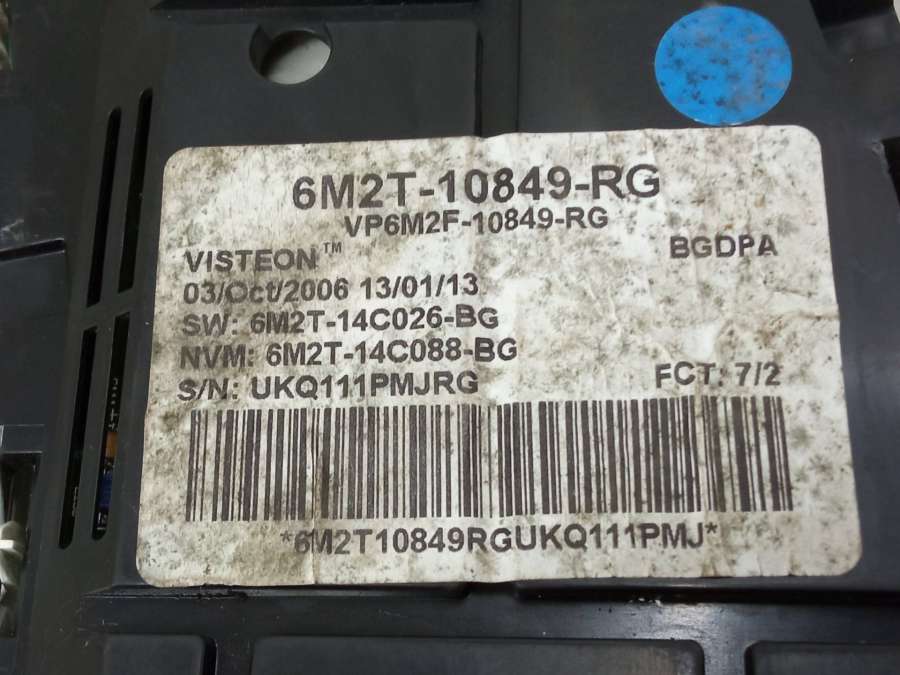 6M2T-10849-RG
VP6M2F-10849-RG
VISTEON™ BGDPA
03/Oct/2006 13/01/13
SW: 6M2T-14C026-BG
NVM: 6M2T-14C088-BG
S/N: UKQ111PMJRG FCT: 7/2
*6M2T10849RGUKQ111PMJ*